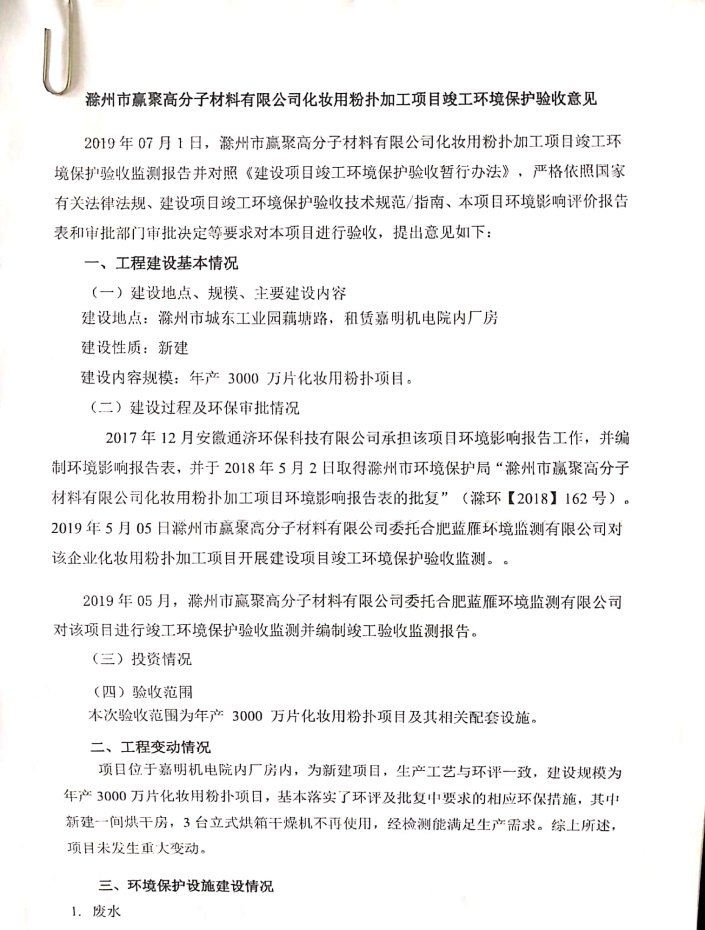 滁州市赢聚高分子材料有限公司化妆用粉扑加工项目竣工环境保护验收意见
2019 年 07 月 1 日，滁州市赢聚高分子材料有限公司化妆用粉扑加工项目竣工环
境保护验收监测报告并对照《建设项目竣工环境保护验收暂行办法》，严格依照国家
有关法律法规、建设项目竣工环境保护验收技术规范/指南、本项目环境影响评价报告
表和审批部门审批决定等要求对本项目进行验收，提出意见如下：
一、工程建设基本情况
（一）建设地点、规模、主要建设内容
建设地点：滁州市城东工业园藕塘路，租赁嘉明机电院内厂房
建设性质：新建
建设内容规模：年产 3000 万片化妆用粉扑项目。
（二）建设过程及环保审批情况
2017 年 12 月安徽通济环保科技有限公司承担该项目环境影响报告工作，并编
制环境影响报告表，并于 2018 年 5 月 2 日取得滁州市环境保护局“滁州市赢聚高分子
材料有限公司化妆用粉扑加工项目环境影响报告表的批复”（滁环【2018】162 号）。
2019 年 5 月 05 日滁州市赢聚高分子材料有限公司委托合肥蓝雁环境监测有限公司对
该企业化妆用粉扑加工项目开展建设项目竣工环境保护验收监测。。
2019 年 05 月，滁州市赢聚高分子材料有限公司委托合肥蓝雁环境监测有限公司
对该项目进行竣工环境保护验收监测并编制竣工验收监测报告。
（三）投资情况
（四）验收范围
本次验收范围为年产 3000 万片化妆用粉扑项目及其相关配套设施。
二、工程变动情况
项目位于嘉明机电院内厂房内，为新建项目，生产工艺与环评一致，建设规模为
年产 3000 万片化妆用粉扑项目，基本落实了环评及批复中要求的相应环保措施，其中
新建一间烘干房，3 台立式烘箱干燥机不再使用，经检测能满足生产需求。综上所述，
项目未发生重大变动。
三、环境保护设施建设情况
1. 废水